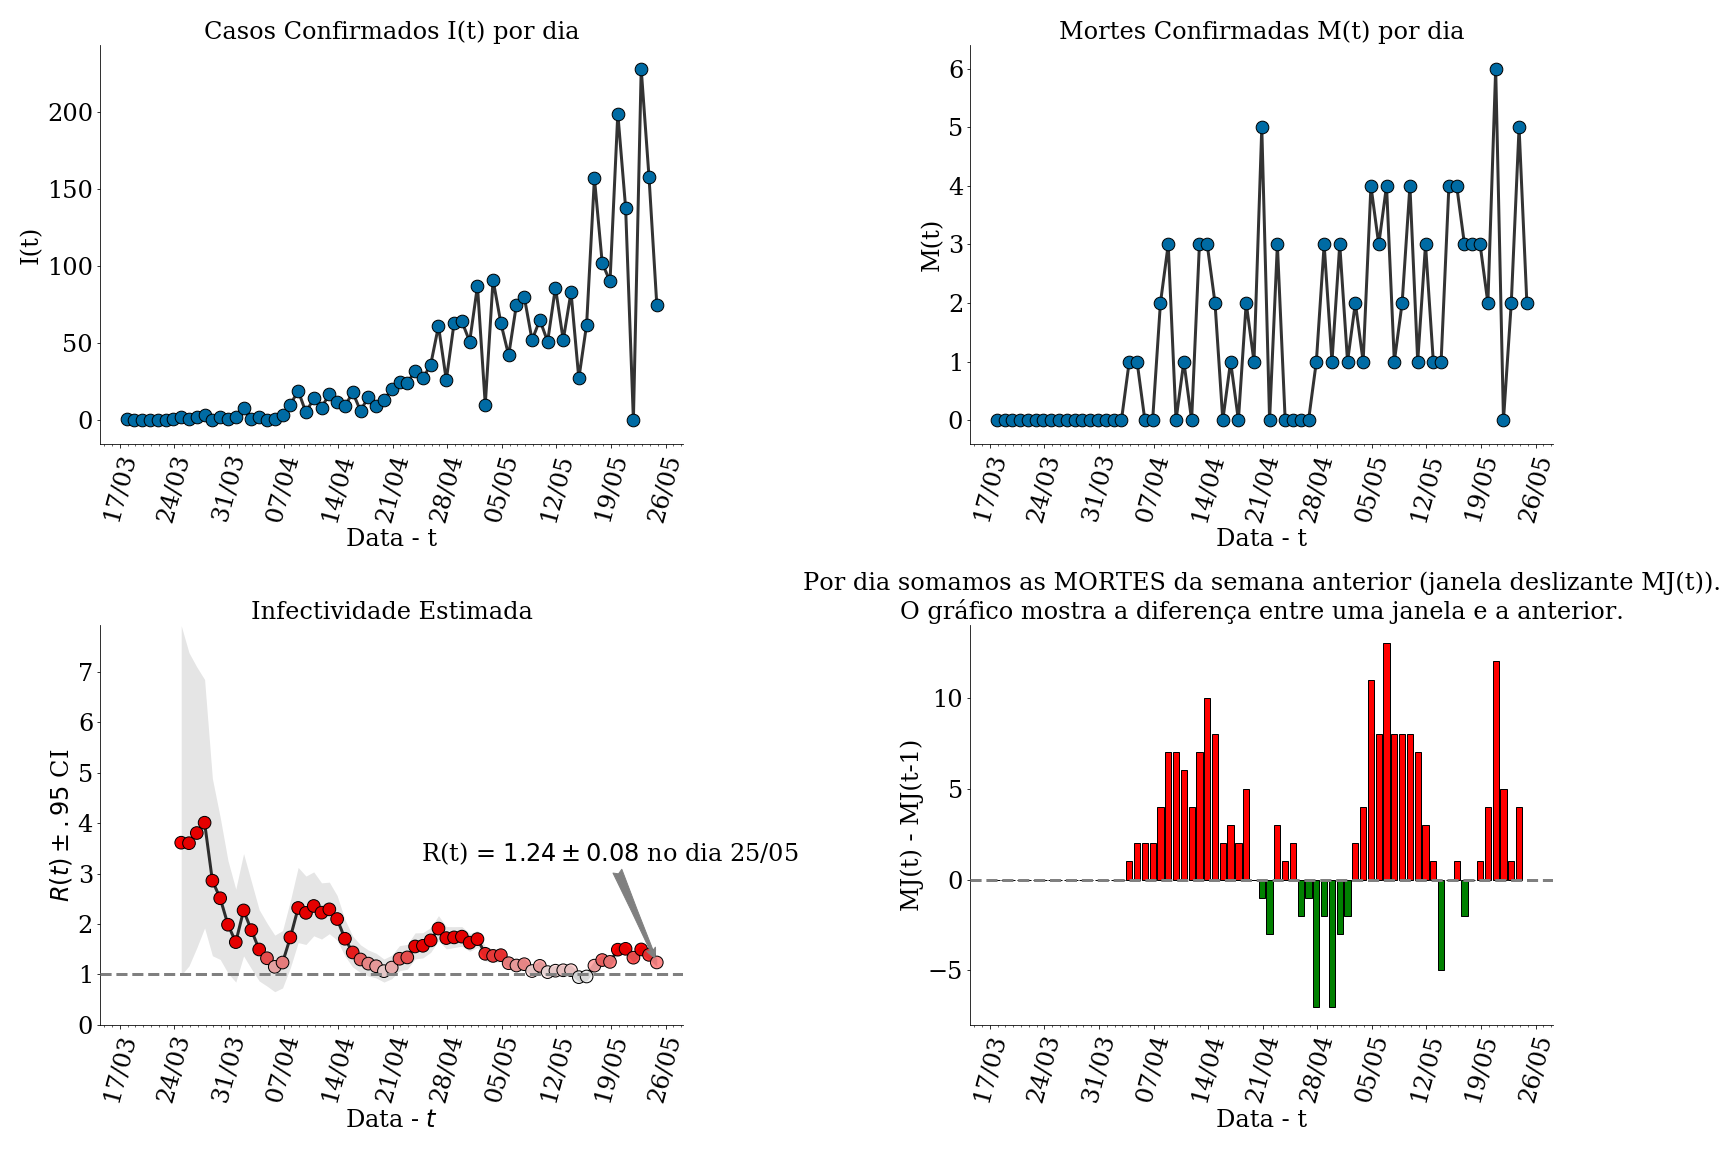 Casos Confirmados I(t) por dia
I(t)
200
150
100
50
0
17/03 24/03 31/03 07/04 14/04 21/04 28/04 05/05 12/05 19/05 26/05
Data - t
Mortes Confirmadas M(t) por dia
M(t)
6
5
4
3
2
1
0
17/03 24/03 31/03 07/04 14/04 21/04 28/04 05/05 12/05 19/05 26/05
Data - t
Infectividade Estimada
R(t) ± .95 CI
7
6
5
4
3
2
1
0
R(t) = 1.24 ± 0.08 no dia 25/05
17/03 24/03 31/03 07/04 14/04 21/04 28/04 05/05 12/05 19/05 26/05
Data - t
Por dia somamos as MORTES da semana anterior (janela deslizante MJ(t)).
O gráfico mostra a diferença entre uma janela e a anterior.
MJ(t) - MJ(t-1)
10
5
0
−5
17/03 24/03 31/03 07/04 14/04 21/04 28/04 05/05 12/05 19/05 26/05
Data - t